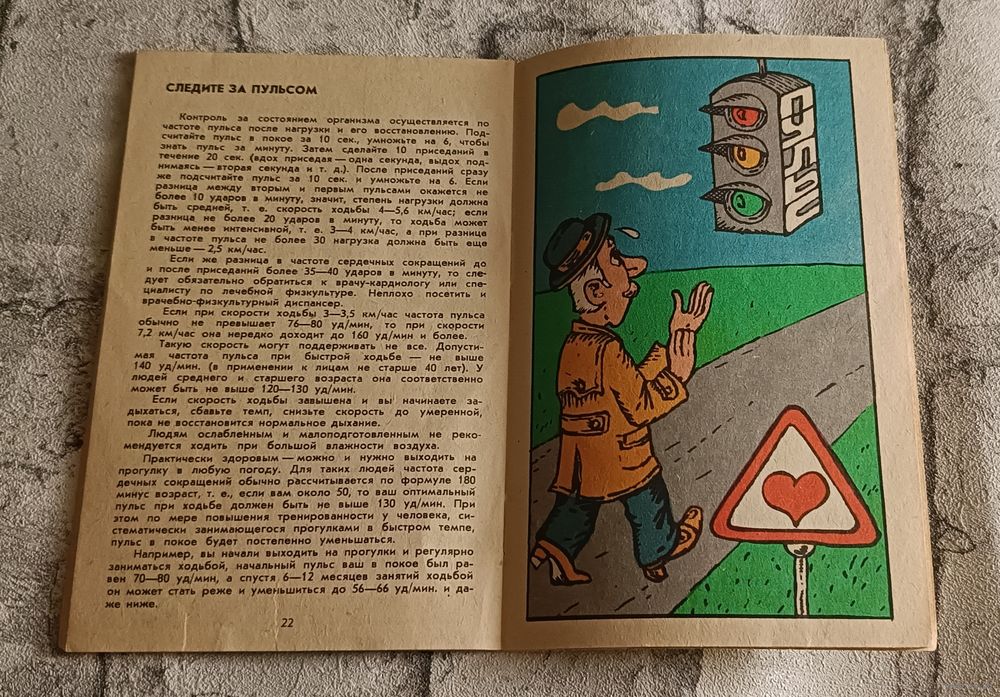 СЛЕДИТЕ ЗА ПУЛЬСОМ
Контроль за состоянием организма осуществляется по
частоте пульса после нагрузки и его восстановлению. Под-
считайте пульс в покое за 10 сек., умножьте на 6, чтобы
знать пульс за минуту. Затем сделайте 10 приседаний в
течение 20 сек. (вдох приседая — одна секунда, выдох под-
нимаясь — вторая секунда и т. д.). После приседаний сразу
же подсчитайте пульс за 10 сек. и умножьте на 6. Если
разница между вторым и первым пульсами окажется не
более 10 ударов в минуту, значит, степень нагрузки должна
быть средней, т. е. скорость ходьбы 4—5,6 км/час; если
разница не более 20 ударов в минуту, то ходьба может
быть менее интенсивной, т. е. 3—4 км/час, а при разнице
в частоте пульса не более 30 нагрузка должна быть еще
меньше — 2,5 км/час.
Если же разница в частоте сердечных сокращений до
и после приседаний более 35—40 ударов в минуту, то сле-
дует обязательно обратиться к врачу-кардиологу или спе-
циалисту по лечебной физкультуре. Неплохо посетить и
врачебно-физкультурный диспансер.
Если при скорости ходьбы 3—3,5 км/час частота пульса
обычно не превышает 76—80 уд/мин, то при скорости
7,2 км/час она нередко доходит до 160 уд/мин и более.
Такую скорость могут поддерживать не все. Допусти-
мая частота пульса при быстрой ходьбе — не выше
140 уд/мин. (в применении к лицам не старше 40 лет). У
людей среднего и старшего возраста она соответственно
может быть не выше 120—130 уд/мин.
Если скорость ходьбы завышена и вы начинаете за-
дыхаться, сбавьте темп, снизьте скорость до умеренной,
пока не восстановится нормальное дыхание.
Людям ослабленным и малоподготовленным не реко-
мендуется ходить при большой влажности воздуха.
Практически здоровым — можно и нужно выходить на
прогулку в любую погоду. Для таких людей частота сер-
дечных сокращений обычно рассчитывается по формуле 180
минус возраст, т. е., если вам около 50, то ваш оптимальный
пульс при ходьбе должен быть не выше 130 уд/мин. При
этом по мере повышения тренированности у человека, си-
стематически занимающегося прогулками в быстром темпе,
пульс в покое будет постепенно уменьшаться.
Например, вы начали выходить на прогулки и регулярно
заниматься ходьбой, начальный пульс ваш в покое был ра-
вен 70—80 уд/мин, а спустя 6—12 месяцев занятий ходьбой
он может стать реже и уменьшиться до 56—66 уд/мин. и да-
же ниже.
22